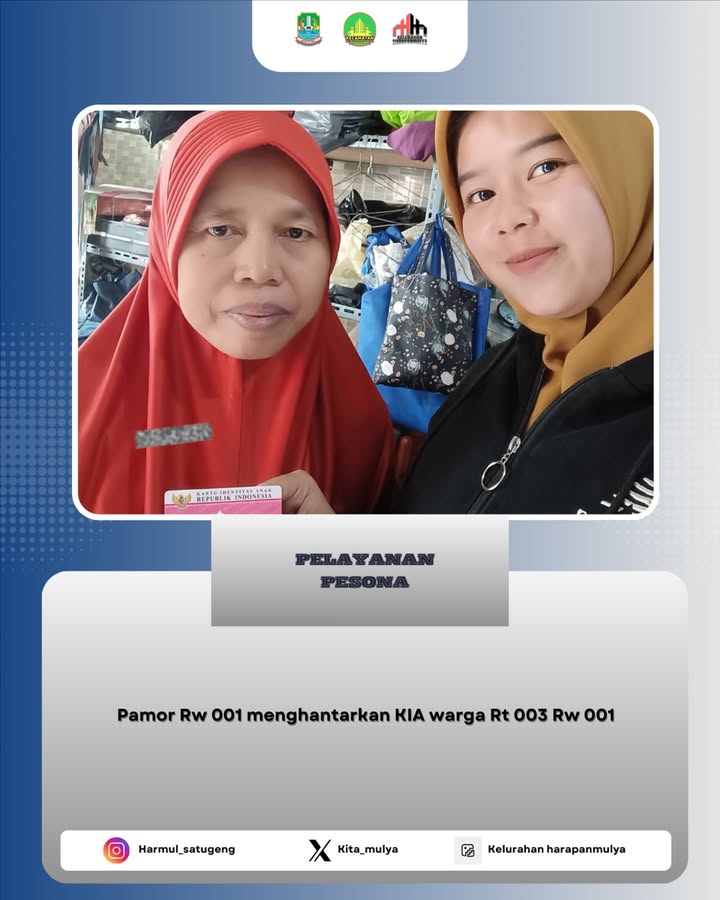 KARTU IDENTITAS ANAK
REPUBLIK INDONESIA
PELAYANAN
PESONA
Pamor Rw 001 menghantarkan KIA warga Rt 003 Rw 001
Harmul_satugeng
Kita_mulya
Kelurahan harapanmulya